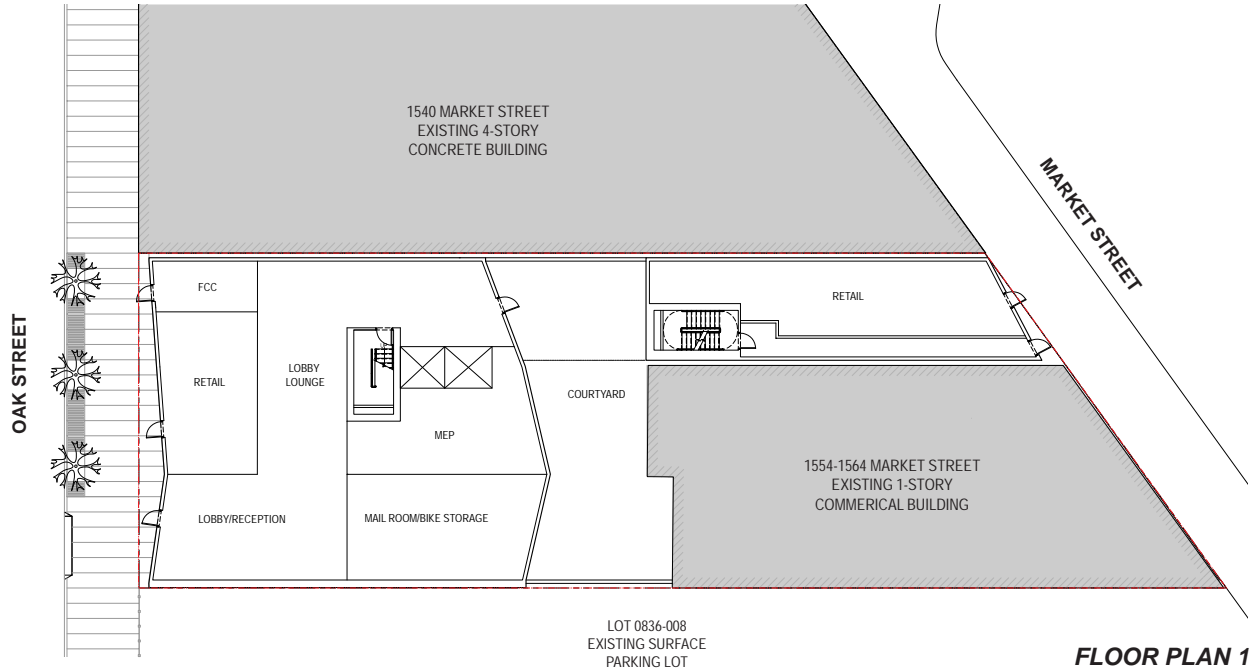 1540 MARKET STREET
EXISTING 4-STORY
CONCRETE BUILDING
MARKET STREET
OAK STREET
FCC
RETAIL
RETAIL
LOBBY
LOUNGE
COURTYARD
MEP
1554-1564 MARKET STREET
EXISTING 1-STORY
COMMERICAL BUILDING
LOBBY/RECEPTION
MAIL ROOM/BIKE STORAGE
LOT 0836-008
EXISTING SURFACE
PARKING LOT
FLOOR PLAN 1